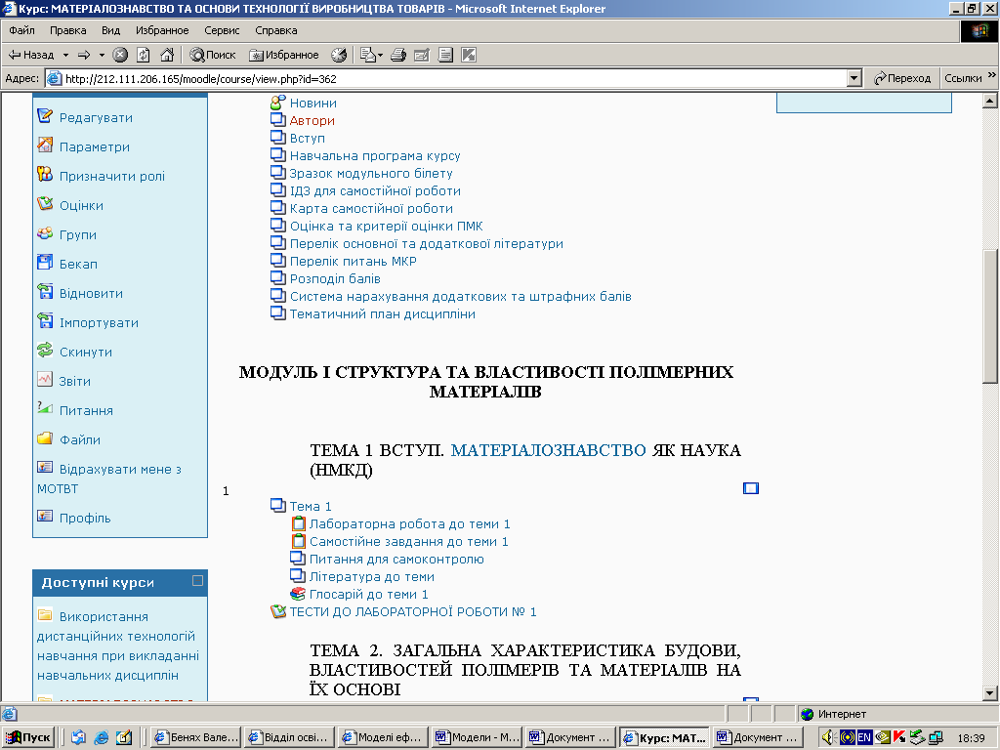 Курс: МАТЕРІАЛОЗНАВСТВО ТА ОСНОВИ ТЕХНОЛОГІЇ ВИРОБНИЦТВА ТОВАРІВ - Microsoft Internet Explorer
Файл Правка Вид Избранное Сервис Справка
Назад Поиск Избранное
Адрес: http://212.111.206.165/moodle/course/view.php?id=362 Переход Ссылки »
Редагувати
Параметри
Призначити ролі
Оцінки
Групи
Бекап
Відновити
Імпортувати
Скинути
Звіти
Питання
Файли
Відрахувати мене з
МОТВТ
Профіль
Доступні курси
Використання
дистанційних технологій
навчання при викладанні
навчальних дисциплін
Новини
Автори
Вступ
Навчальна програма курсу
Зразок модульного білету
ІДЗ для самостійної роботи
Карта самостійної роботи
Оцінка та критерії оцінки ПМК
Перелік основної та додаткової літератури
Перелік питань МКР
Розподіл балів
Система нарахування додаткових та штрафних балів
Тематичний план дисципліни
МОДУЛЬ І СТРУКТУРА ТА ВЛАСТИВОСТІ ПОЛІМЕРНИХ
МАТЕРІАЛІВ
ТЕМА 1 ВСТУП. МАТЕРІАЛОЗНАВСТВО ЯК НАУКА
(НМКД)
1
Тема 1
Лабораторна робота до теми 1
Самостійне завдання до теми 1
Питання для самоконтролю
Література до теми
Глосарій до теми 1
ТЕСТИ ДО ЛАБОРАТОРНОЇ РОБОТИ № 1
ТЕМА 2. ЗАГАЛЬНА ХАРАКТЕРИСТИКА БУДОВИ,
ВЛАСТИВОСТЕЙ ПОЛІМЕРІВ ТА МАТЕРІАЛІВ НА
ЇХ ОСНОВІ
Интернет
Пуск Бенях Вале... Відділ осві... Моделі еф... Модели - М... Документ ... Курс: МАТ... Документ ... EN 18:39